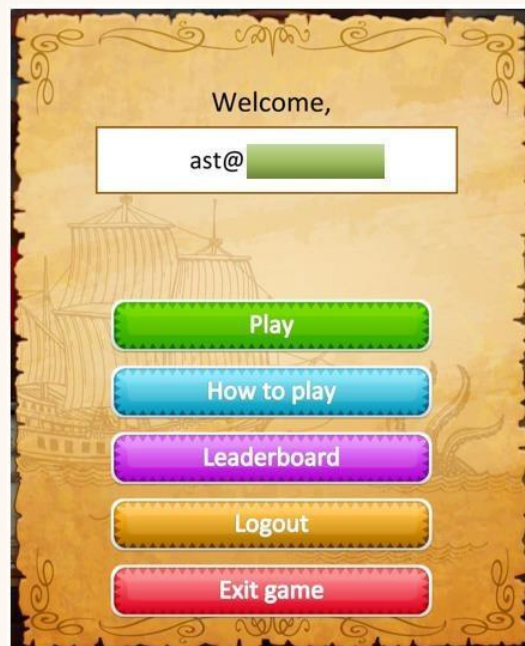 Welcome,
ast@
Play
How to play
Leaderboard
Logout
Exit game